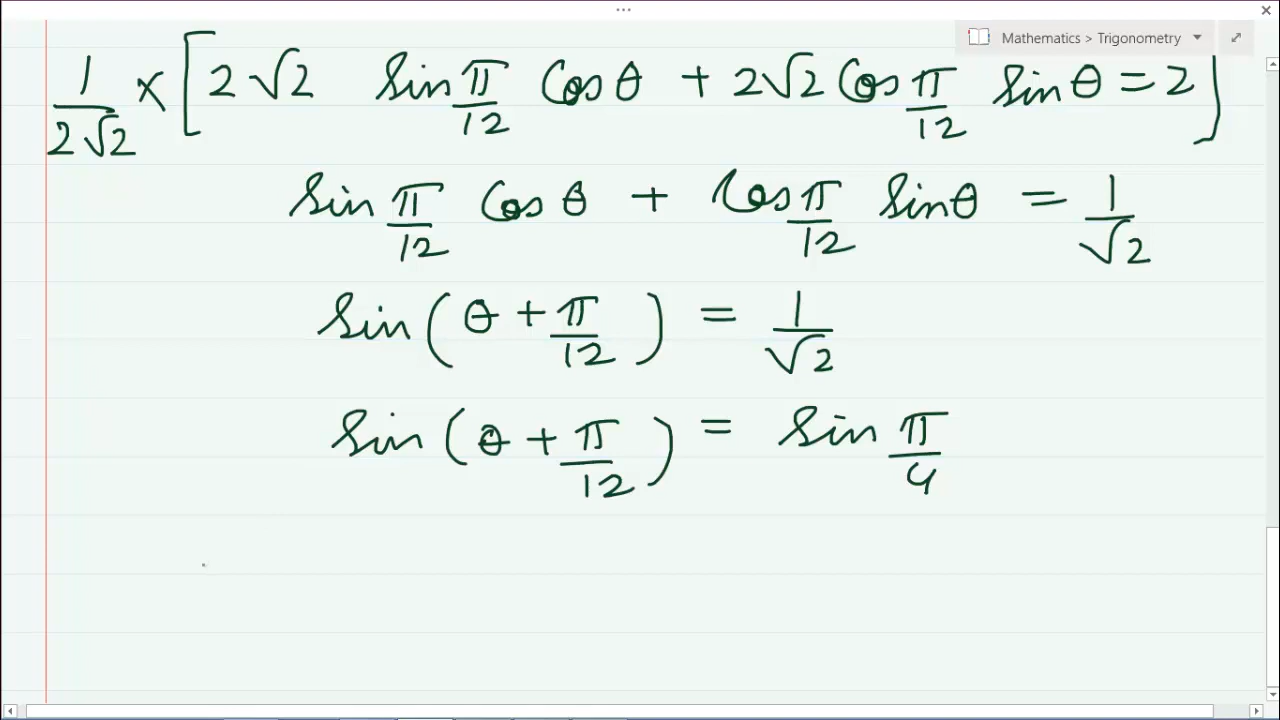 Mathematics > Trigonometry
1/2√2 × [2√2 sin π/12 cos θ + 2√2 cos π/12 sin θ = 2]
sin π/12 cos θ + cos π/12 sin θ = 1/√2
sin(θ + π/12) = 1/√2
sin(θ + π/12) = sin π/4